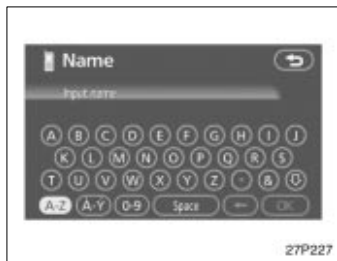 Name
Input name
A B C D E F G H I J
K L M N O P Q R S
T U V W X Y Z - &
A-Z À-Ý 0-9 Space ← OK
27P227